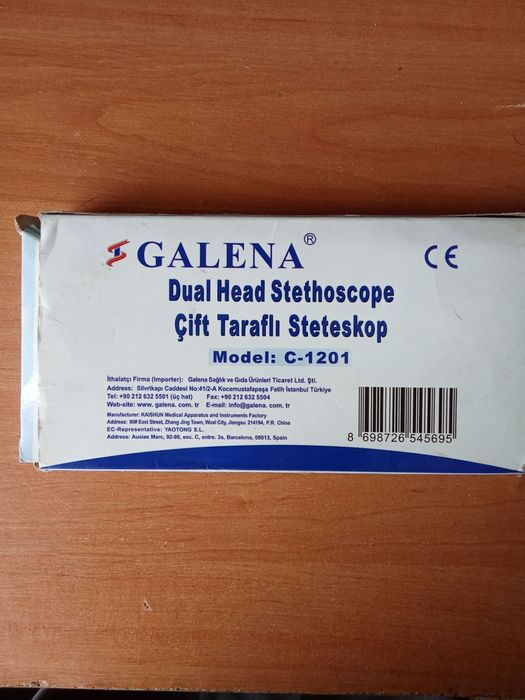 GALENA®
CE
Dual Head Stethoscope
Çift Taraflı Steteskop
Model: C-1201
İthalatçı Firma (Importer): Galena Sağlık ve Gıda Ürünleri Ticaret Ltd. Şti.
Address: Silvrikapı Caddesi No:41/2-A Kocamustafapaşa Fatih İstanbul Türkiye
Tel: +90 212 632 5501 (üç hat) Fax: +90 212 632 5504
Web-site: www. galena. com. tr E-mail: info@galena. com. tr
Manufacturer: KAISHUN Medical Apparatus and Instruments Factory
Address: 908 East Street, Zhang Jing Town, Wuxi City, Jiangsu 214194, P.R. China
EC-Representative: YAOTONG S.L.
Address: Ausias Marc, 92-98, esc. C, entre. 3a, Barcelona, 08013, Spain
8 698726 545695